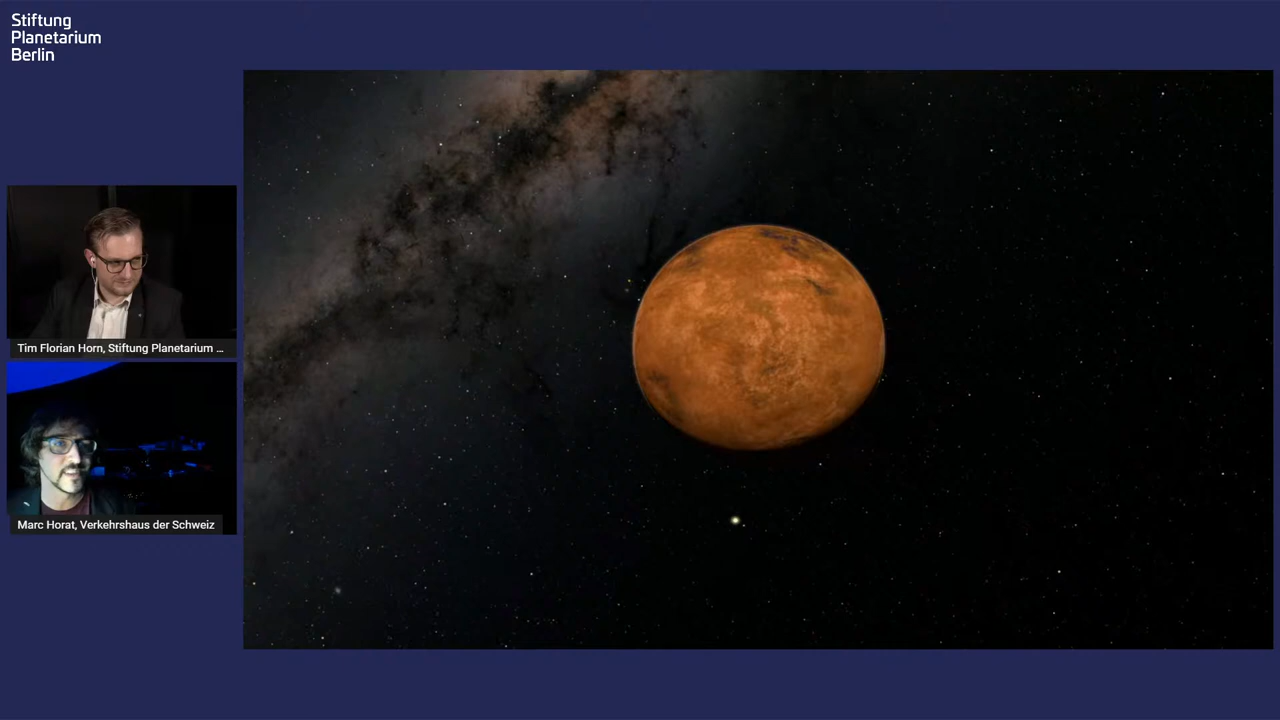 Stiftung
Planetarium
Berlin
Tim Florian Horn, Stiftung Planetarium ...
Marc Horat, Verkehrshaus der Schweiz